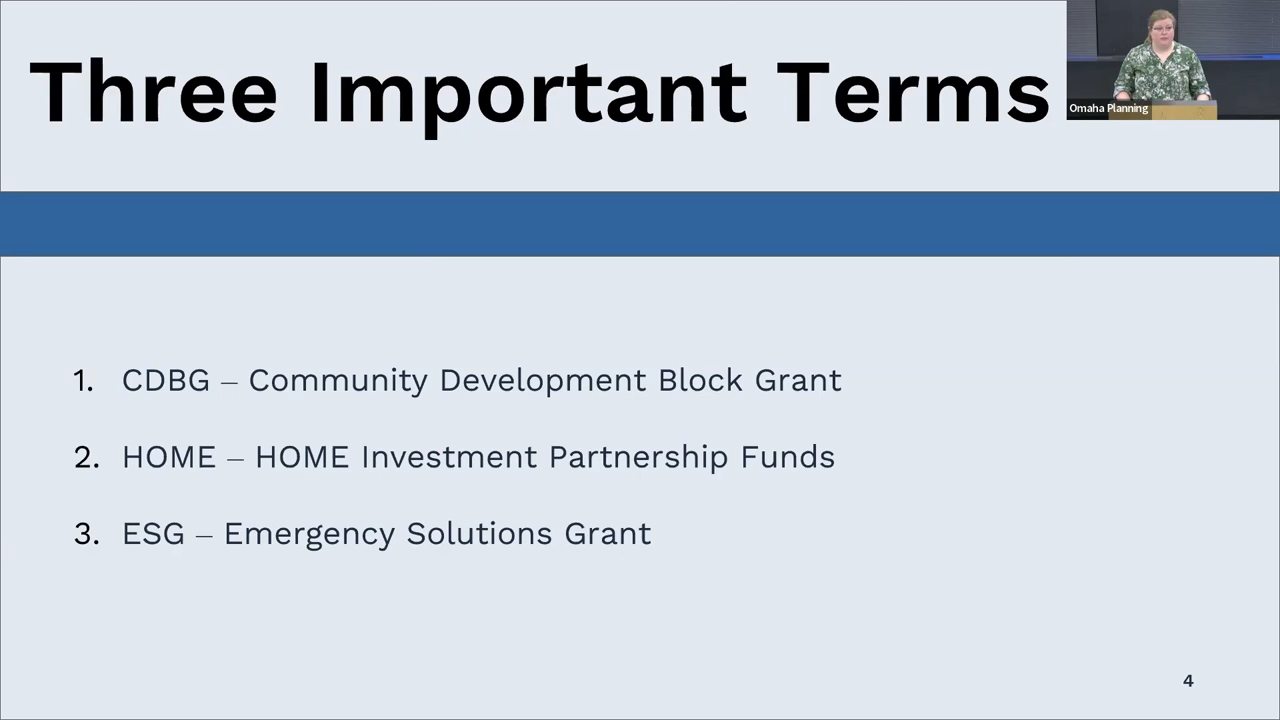 Three Important Terms
Omaha Planning
1. CDBG – Community Development Block Grant
2. HOME – HOME Investment Partnership Funds
3. ESG – Emergency Solutions Grant
4